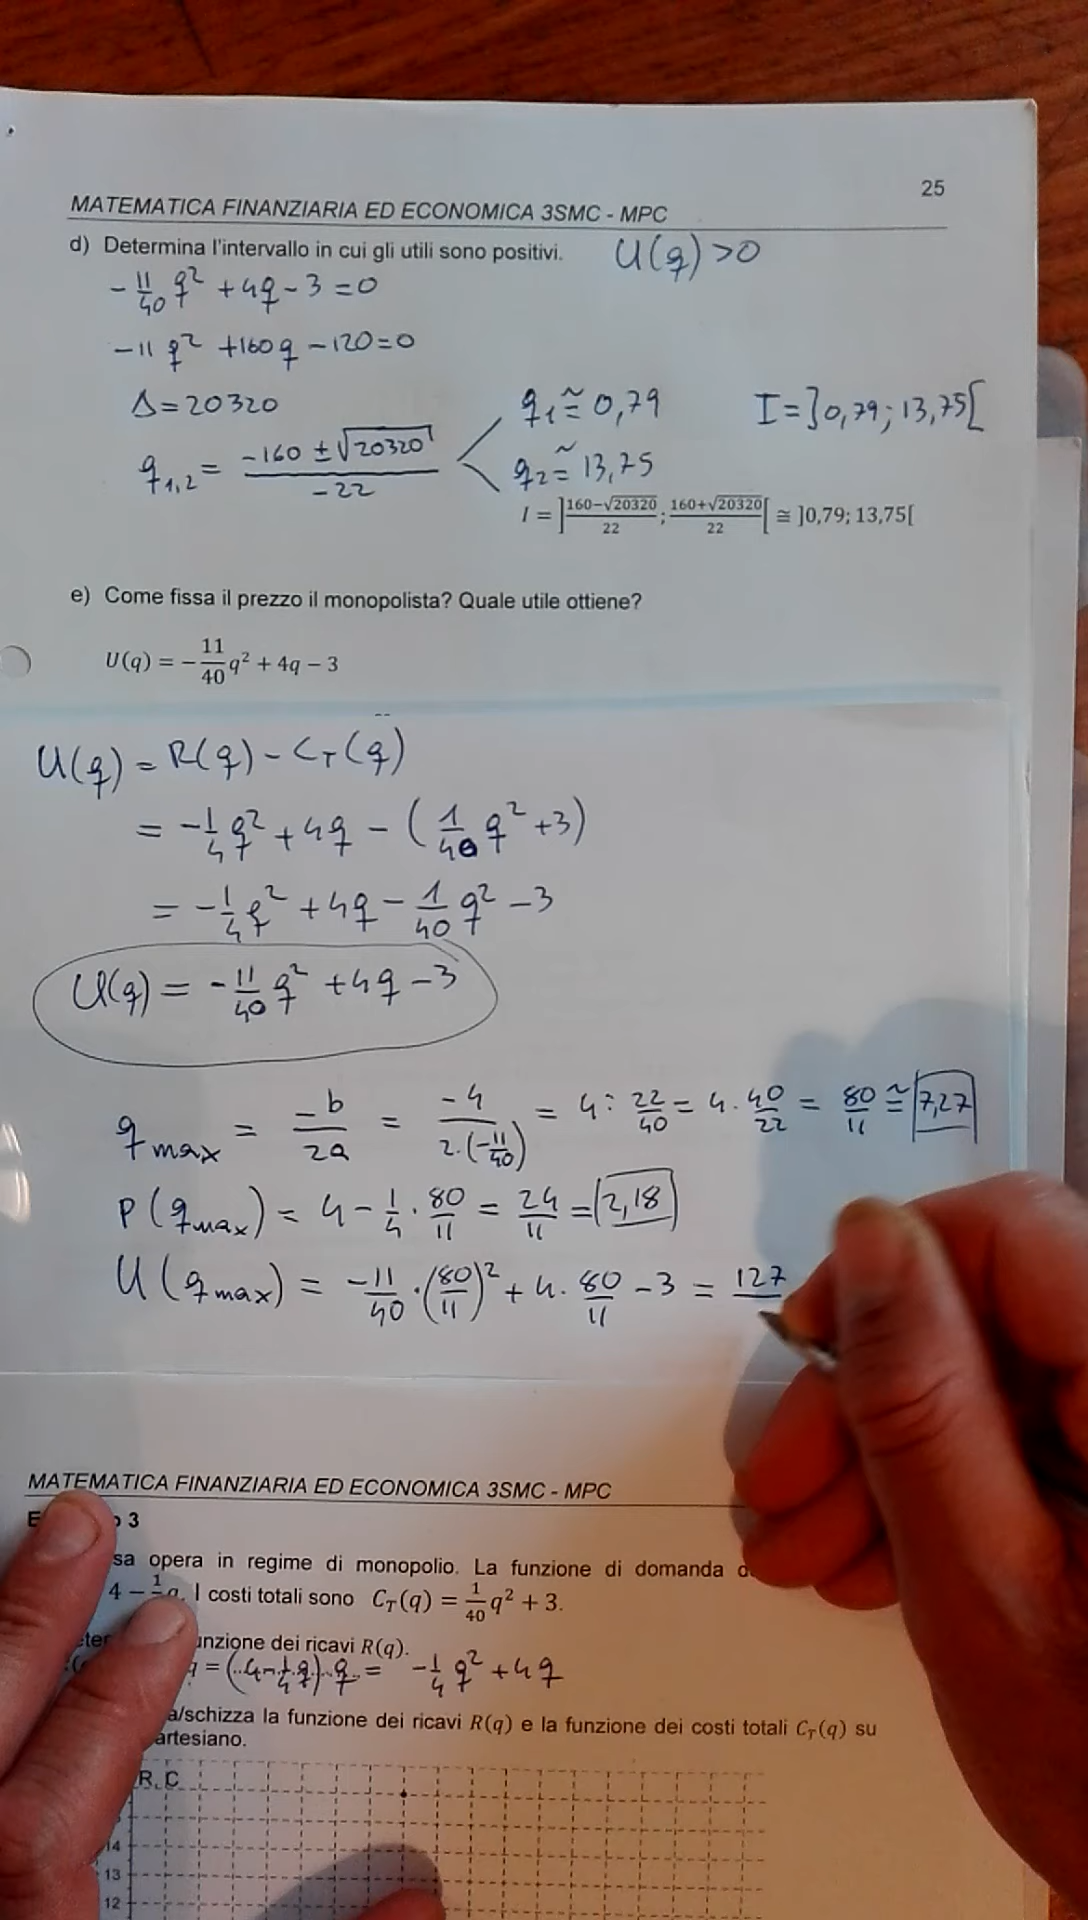 25
MATEMATICA FINANZIARIA ED ECONOMICA 3SMC - MPC
d) Determina l'intervallo in cui gli utili sono positivi. U(q) >0
-11/40 q² +4q - 3 = 0
-11 q² +160q -120=0
Δ=20320
q1,2 = (-160 ± √20320) / -22
q1 ≅ 0,79
q2 ≅ 13,75
I = ]0,79; 13,75[
I = ](160−√20320)/22 ; (160+√20320)/22[ ≅ ]0,79; 13,75[
e) Come fissa il prezzo il monopolista? Quale utile ottiene?
U(q) = −11/40 q² + 4q − 3
U(q) = R(q) - CT(q)
= -1/4 q² + 4q - (1/40 q² +3)
= -1/4 q² +4q - 1/40 q² -3
U(q) = -11/40 q² +4q -3
q max = -b/2a = -4/(2·(-11/40)) = 4 : 22/40 = 4 · 40/22 = 80/11 ≅ 7,27
P(q max) = 4 - 1/4 · 80/11 = 24/11 = 2,18
U(q max) = -11/40 · (80/11)² + 4 · 80/11 - 3 = 127
MATEMATICA FINANZIARIA ED ECONOMICA 3SMC - MPC
3
sa opera in regime di monopolio. La funzione di domanda
4 − 1 q. I costi totali sono CT(q) = 1/40 q² + 3.
unzione dei ricavi R(q).
q = (4-1/4q)·q = -1/4 q² +4q
a/schizza la funzione dei ricavi R(q) e la funzione dei costi totali CT(q) su
artesiano.
R, C
14
13
12